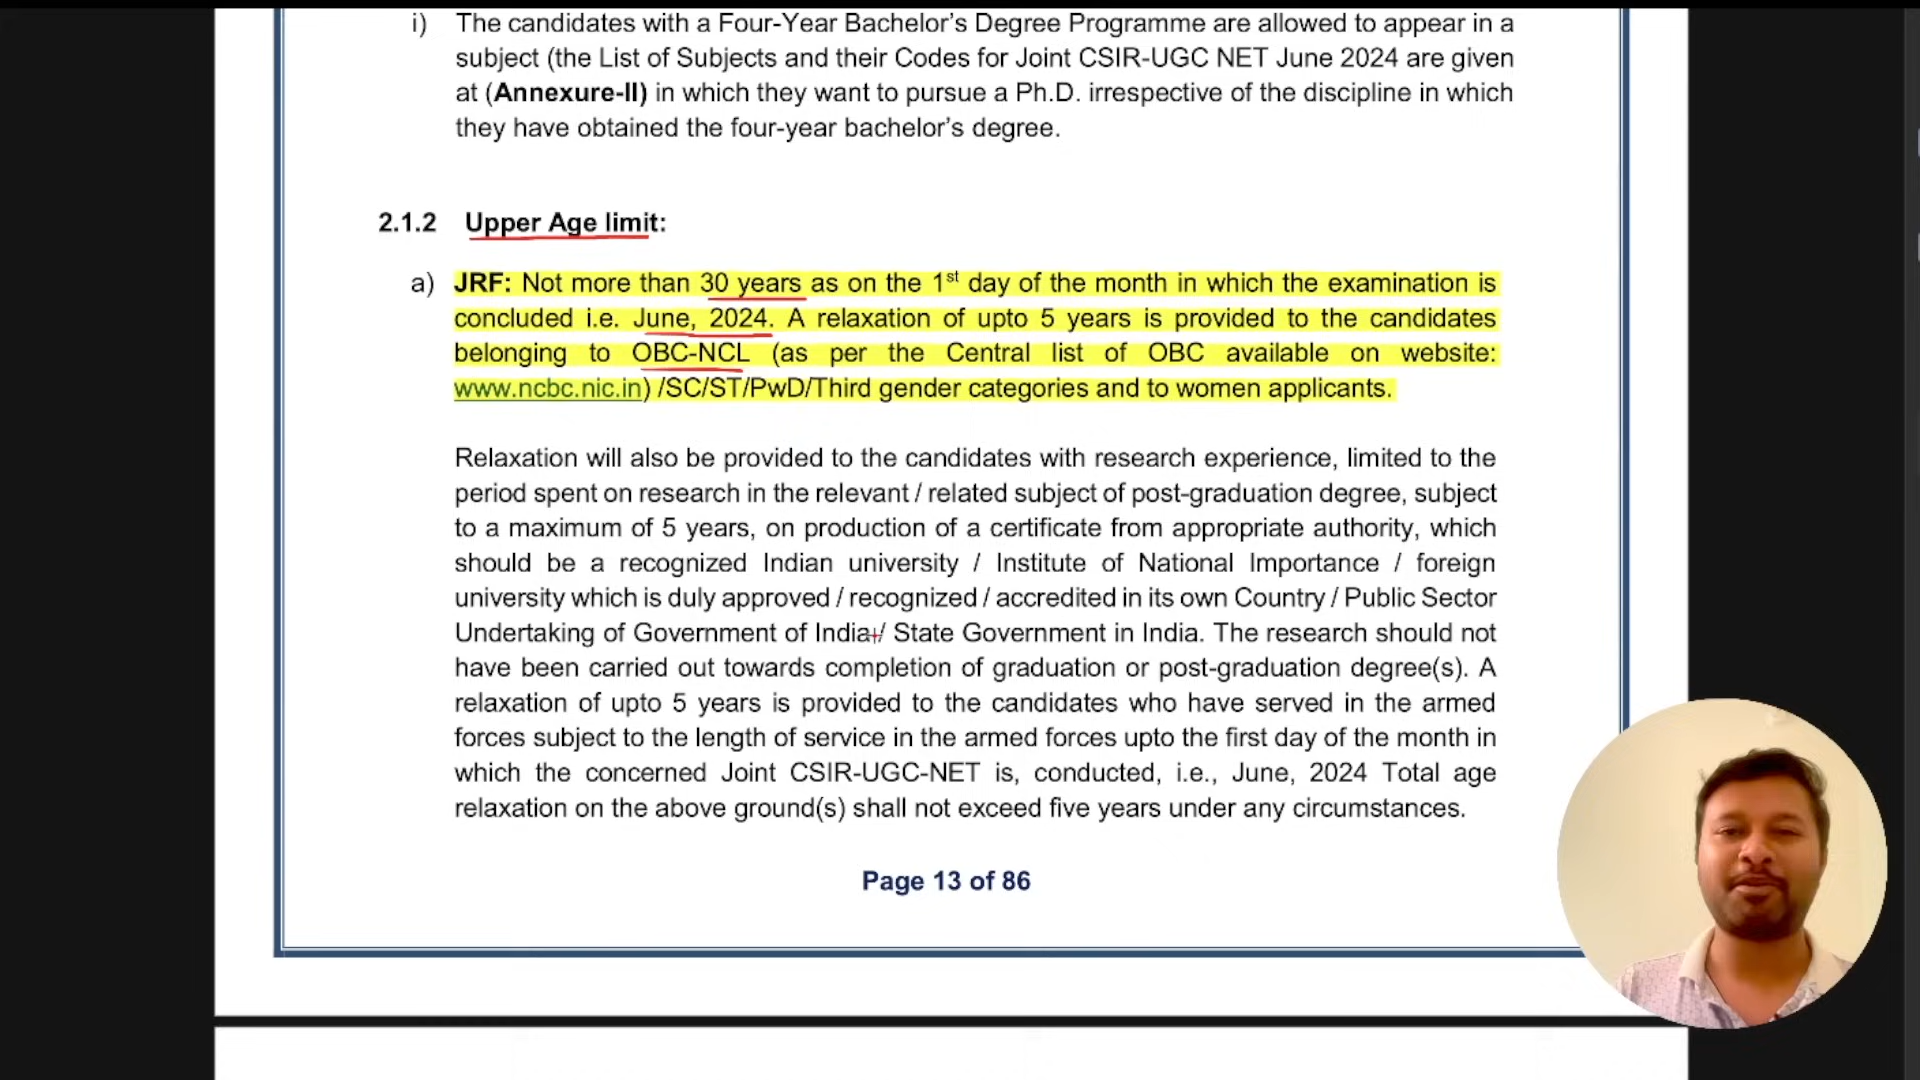 i) The candidates with a Four-Year Bachelor’s Degree Programme are allowed to appear in a
subject (the List of Subjects and their Codes for Joint CSIR-UGC NET June 2024 are given
at (Annexure-II) in which they want to pursue a Ph.D. irrespective of the discipline in which
they have obtained the four-year bachelor’s degree.
2.1.2 Upper Age limit:
a) JRF: Not more than 30 years as on the 1st day of the month in which the examination is
concluded i.e. June, 2024. A relaxation of upto 5 years is provided to the candidates
belonging to OBC-NCL (as per the Central list of OBC available on website:
www.ncbc.nic.in) /SC/ST/PwD/Third gender categories and to women applicants.
Relaxation will also be provided to the candidates with research experience, limited to the
period spent on research in the relevant / related subject of post-graduation degree, subject
to a maximum of 5 years, on production of a certificate from appropriate authority, which
should be a recognized Indian university / Institute of National Importance / foreign
university which is duly approved / recognized / accredited in its own Country / Public Sector
Undertaking of Government of India / State Government in India. The research should not
have been carried out towards completion of graduation or post-graduation degree(s). A
relaxation of upto 5 years is provided to the candidates who have served in the armed
forces subject to the length of service in the armed forces upto the first day of the month in
which the concerned Joint CSIR-UGC-NET is, conducted, i.e., June, 2024 Total age
relaxation on the above ground(s) shall not exceed five years under any circumstances.
Page 13 of 86